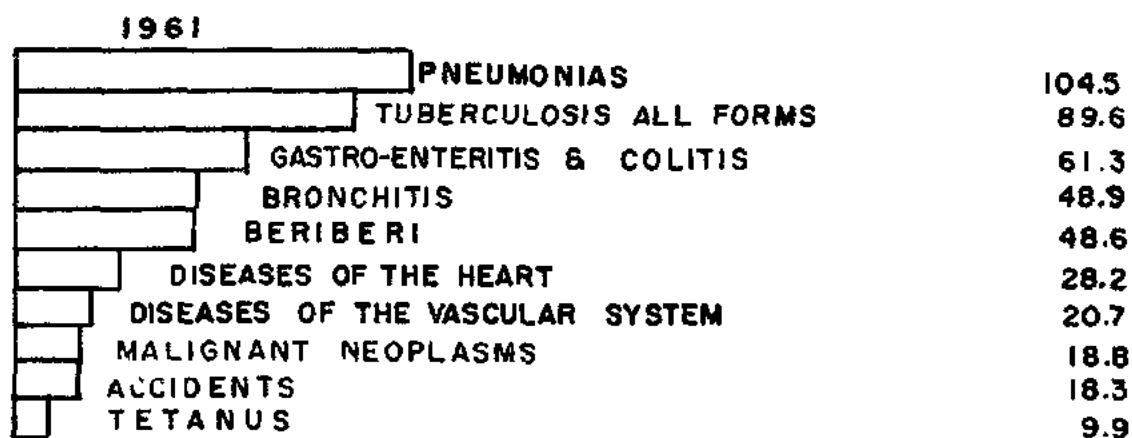 1961
PNEUMONIAS 104.5
TUBERCULOSIS ALL FORMS 89.6
GASTRO-ENTERITIS & COLITIS 61.3
BRONCHITIS 48.9
BERIBERI 48.6
DISEASES OF THE HEART 28.2
DISEASES OF THE VASCULAR SYSTEM 20.7
MALIGNANT NEOPLASMS 18.8
ACCIDENTS 18.3
TETANUS 9.9